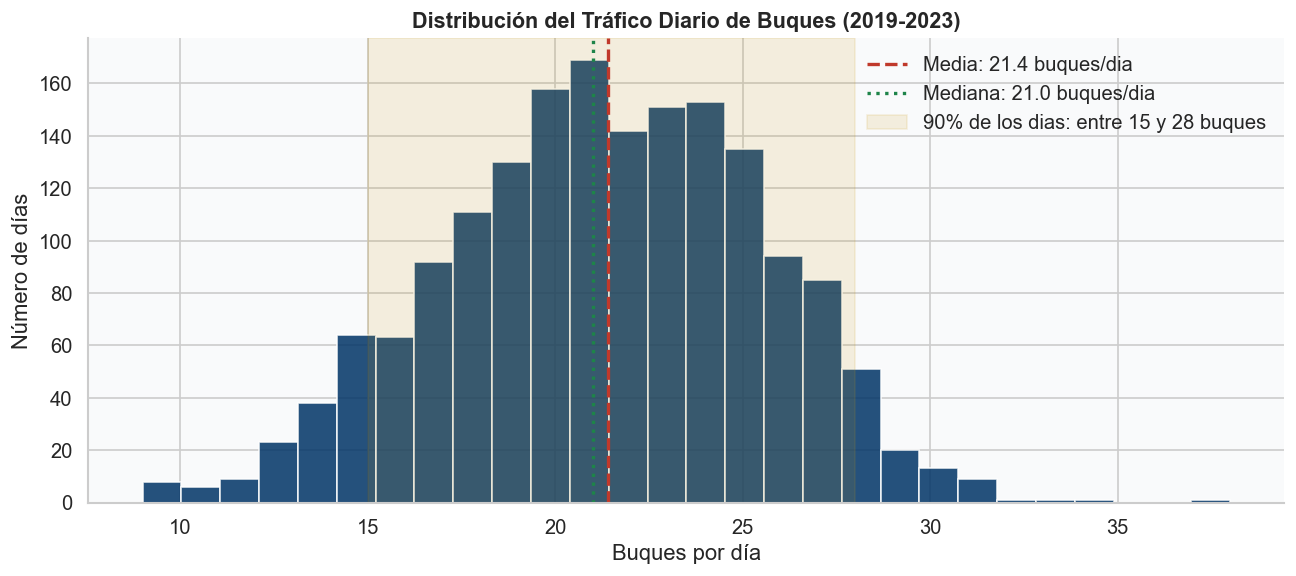 Distribución del Tráfico Diario de Buques (2019-2023)
Media: 21.4 buques/dia
Mediana: 21.0 buques/dia
90% de los dias: entre 15 y 28 buques
Número de días
160
140
120
100
80
60
40
20
0
10 15 20 25 30 35
Buques por día